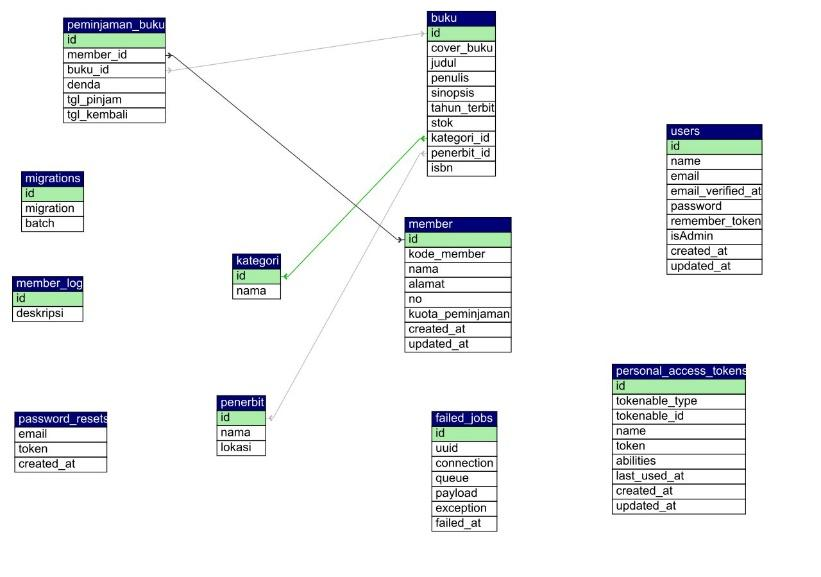 peminjaman_buku
id
member_id
buku_id
denda
tgl_pinjam
tgl_kembali
buku
id
cover_buku
judul
penulis
sinopsis
tahun_terbit
stok
kategori_id
penerbit_id
isbn
users
id
name
email
email_verified_at
password
remember_token
isAdmin
created_at
updated_at
migrations
id
migration
batch
member
id
kode_member
nama
alamat
no
kuota_peminjaman
created_at
updated_at
kategori
id
nama
member_log
id
deskripsi
personal_access_tokens
id
tokenable_type
tokenable_id
name
token
abilities
last_used_at
created_at
updated_at
penerbit
id
nama
lokasi
password_resets
email
token
created_at
failed_jobs
id
uuid
connection
queue
payload
exception
failed_at